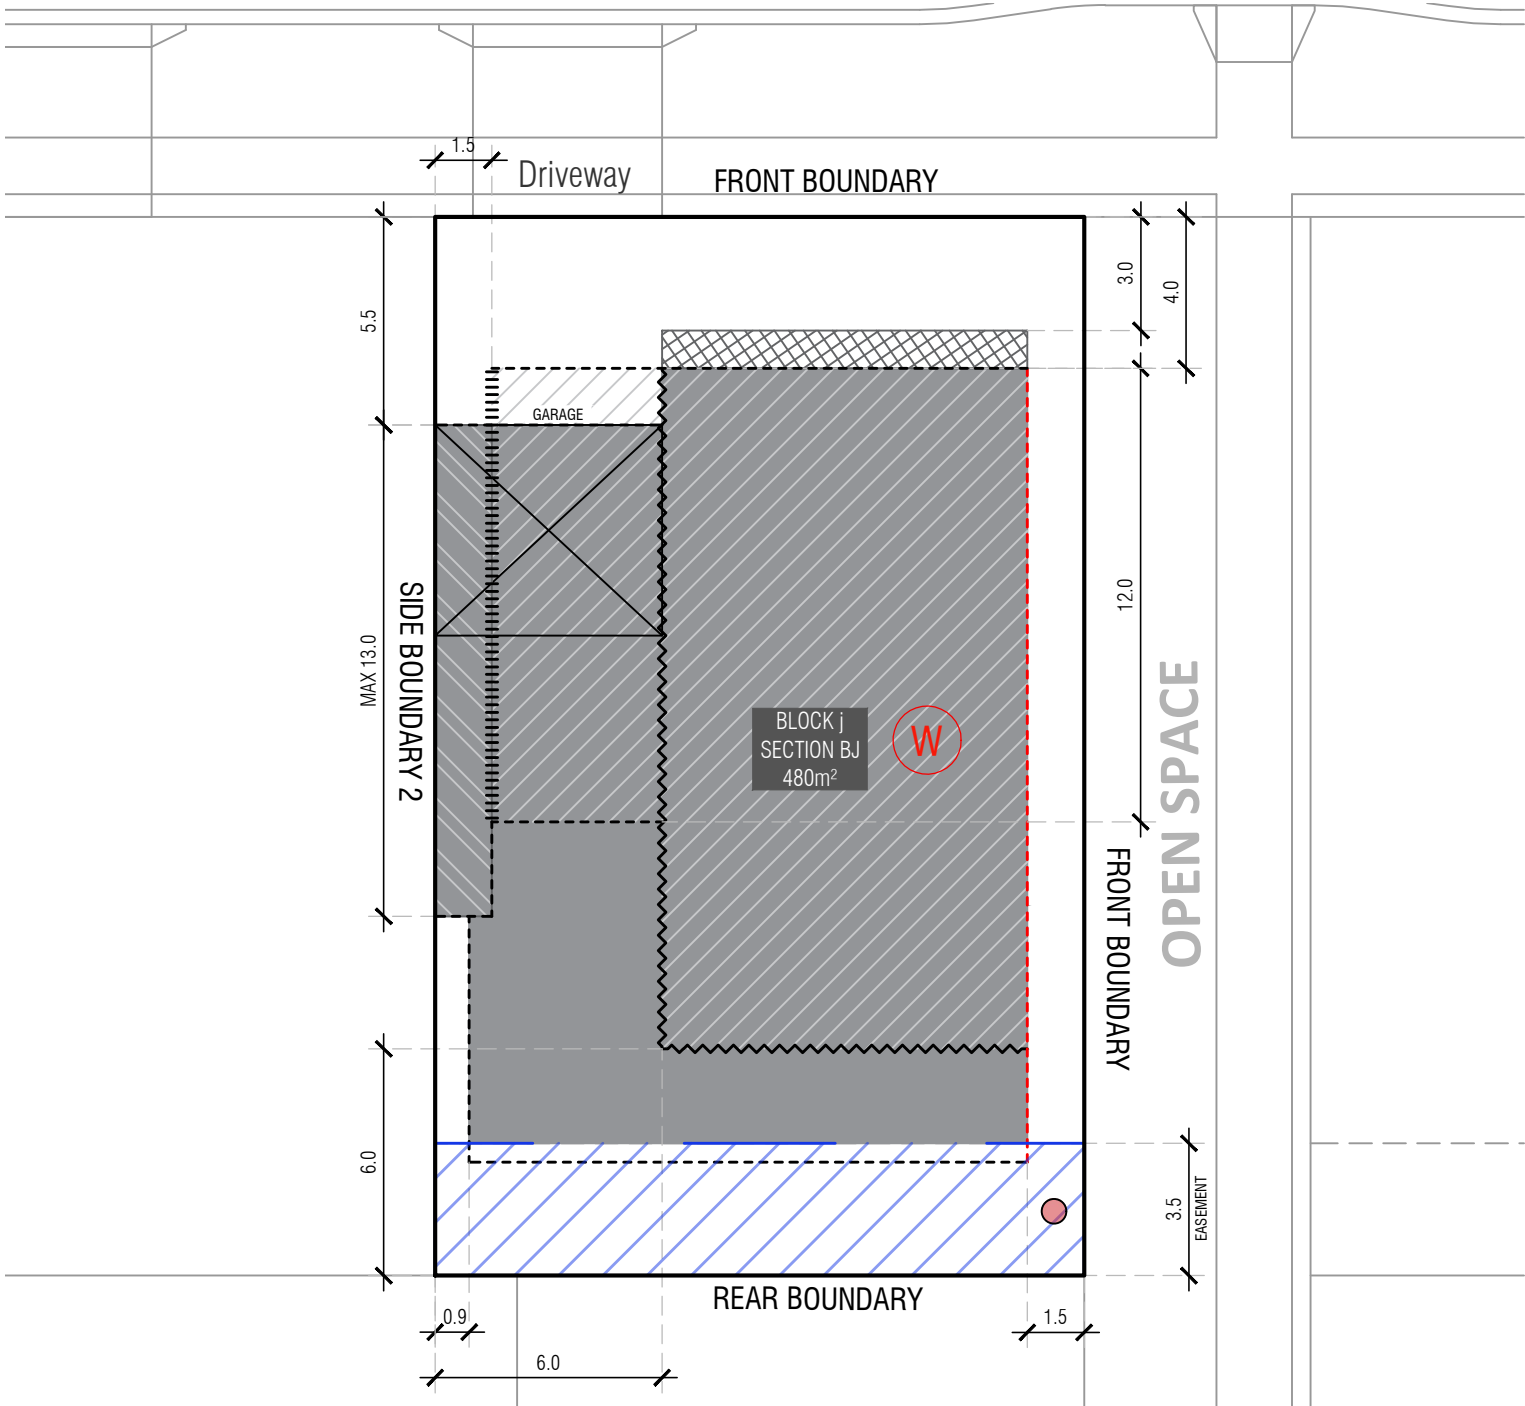 1.5
Driveway
FRONT BOUNDARY
3.0
4.0
5.5
GARAGE
12.0
SIDE BOUNDARY 2
MAX 13.0
BLOCK j
SECTION BJ
480m²
W
OPEN SPACE
FRONT BOUNDARY
6.0
3.5
EASEMENT
REAR BOUNDARY
0.9
1.5
6.0